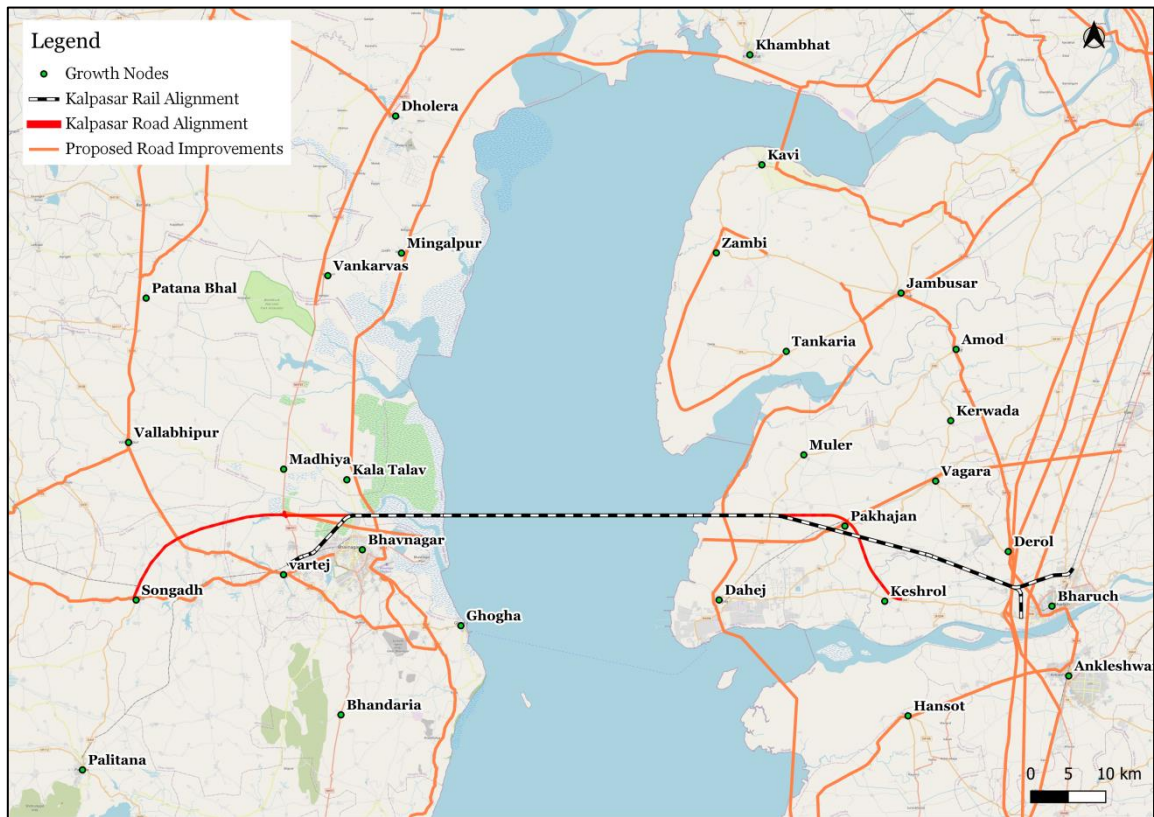 Legend
Growth Nodes
Kalpasar Rail Alignment
Kalpasar Road Alignment
Proposed Road Improvements
Khambhat
Dholera
Kavi
Mingalpur
Zambi
Vankarvas
Patana Bhal
Jambusar
Tankaria
Amod
Kerwada
Vallabhipur
Muler
Madhiya
Kala Talav
Vagara
Pakhajan
Bhavnagar
Derol
vartej
Songadh
Dahej
Keshrol
Bharuch
Ghogha
Ankleshwar
Bhandaria
Hansot
Palitana
0 5 10 km